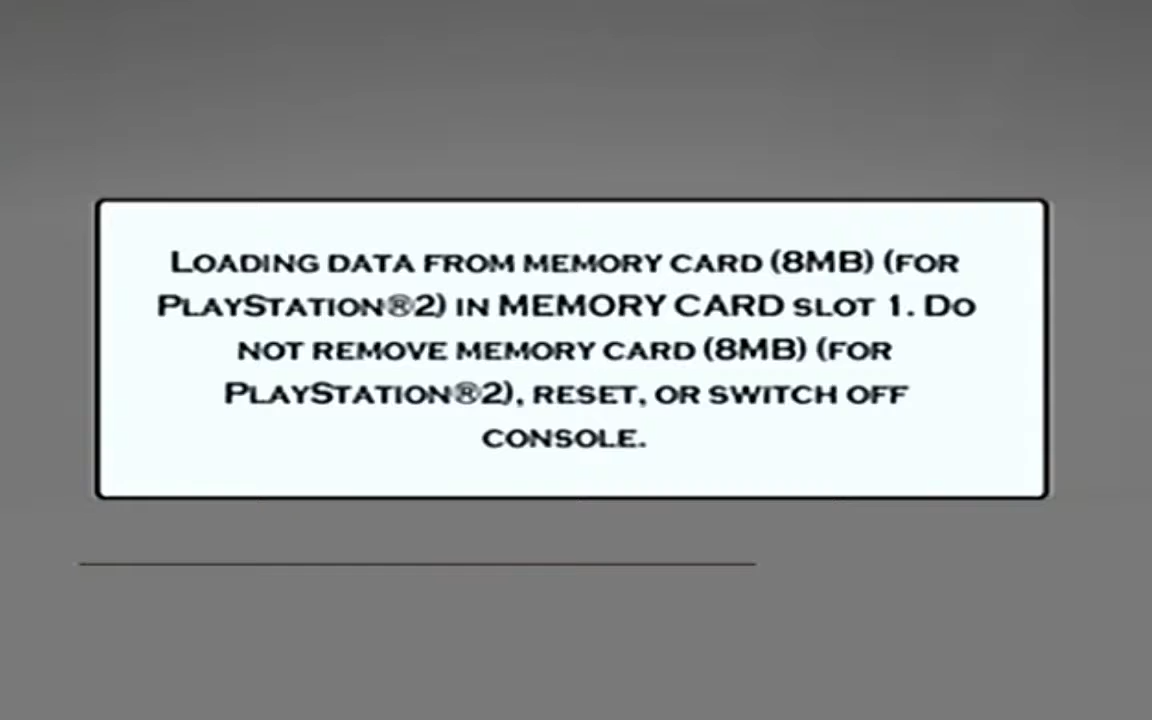 Loading data from memory card (8MB) (for
PlayStation®2) in MEMORY CARD slot 1. Do
not remove memory card (8MB) (for
PlayStation®2), reset, or switch off
console.